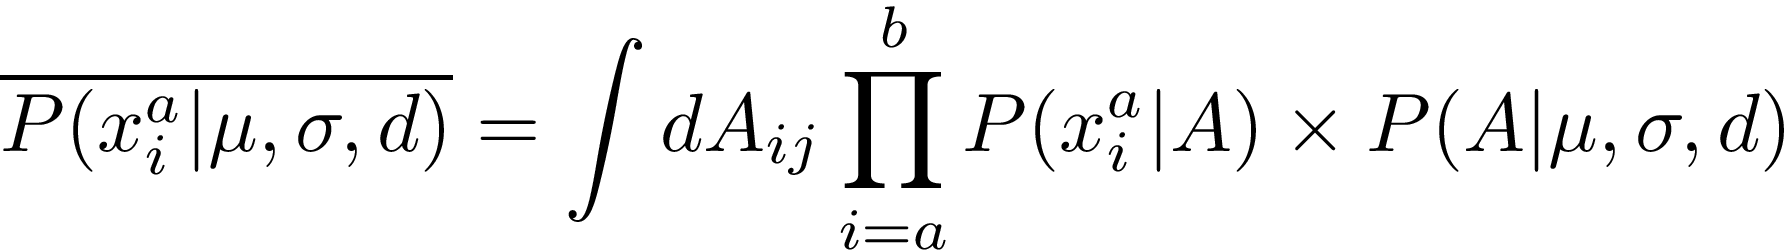 \overline{P(x_i^a|\mu, \sigma, d)} = \int dA_{ij} \prod_{i=a}^{b} P(x_i^a|A) \times P(A|\mu, \sigma, d)